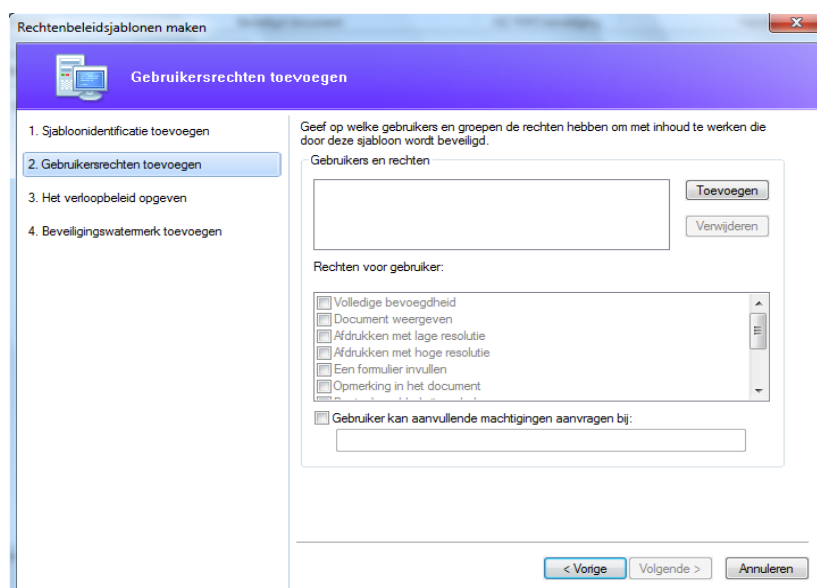 Rechtenbeleidsjablonen maken
Gebruikersrechten toevoegen
1. Sjabloonidentificatie toevoegen
2. Gebruikersrechten toevoegen
3. Het verloopbeleid opgeven
4. Beveiligingswatermerk toevoegen
Geef op welke gebruikers en groepen de rechten hebben om met inhoud te werken die
door deze sjabloon wordt beveiligd.
Gebruikers en rechten
Toevoegen
Verwijderen
Rechten voor gebruiker:
Volledige bevoegdheid
Document weergeven
Afdrukken met lage resolutie
Afdrukken met hoge resolutie
Een formulier invullen
Opmerking in het document
Gebruiker kan aanvullende machtigingen aanvragen bij:
< Vorige
Volgende >
Annuleren